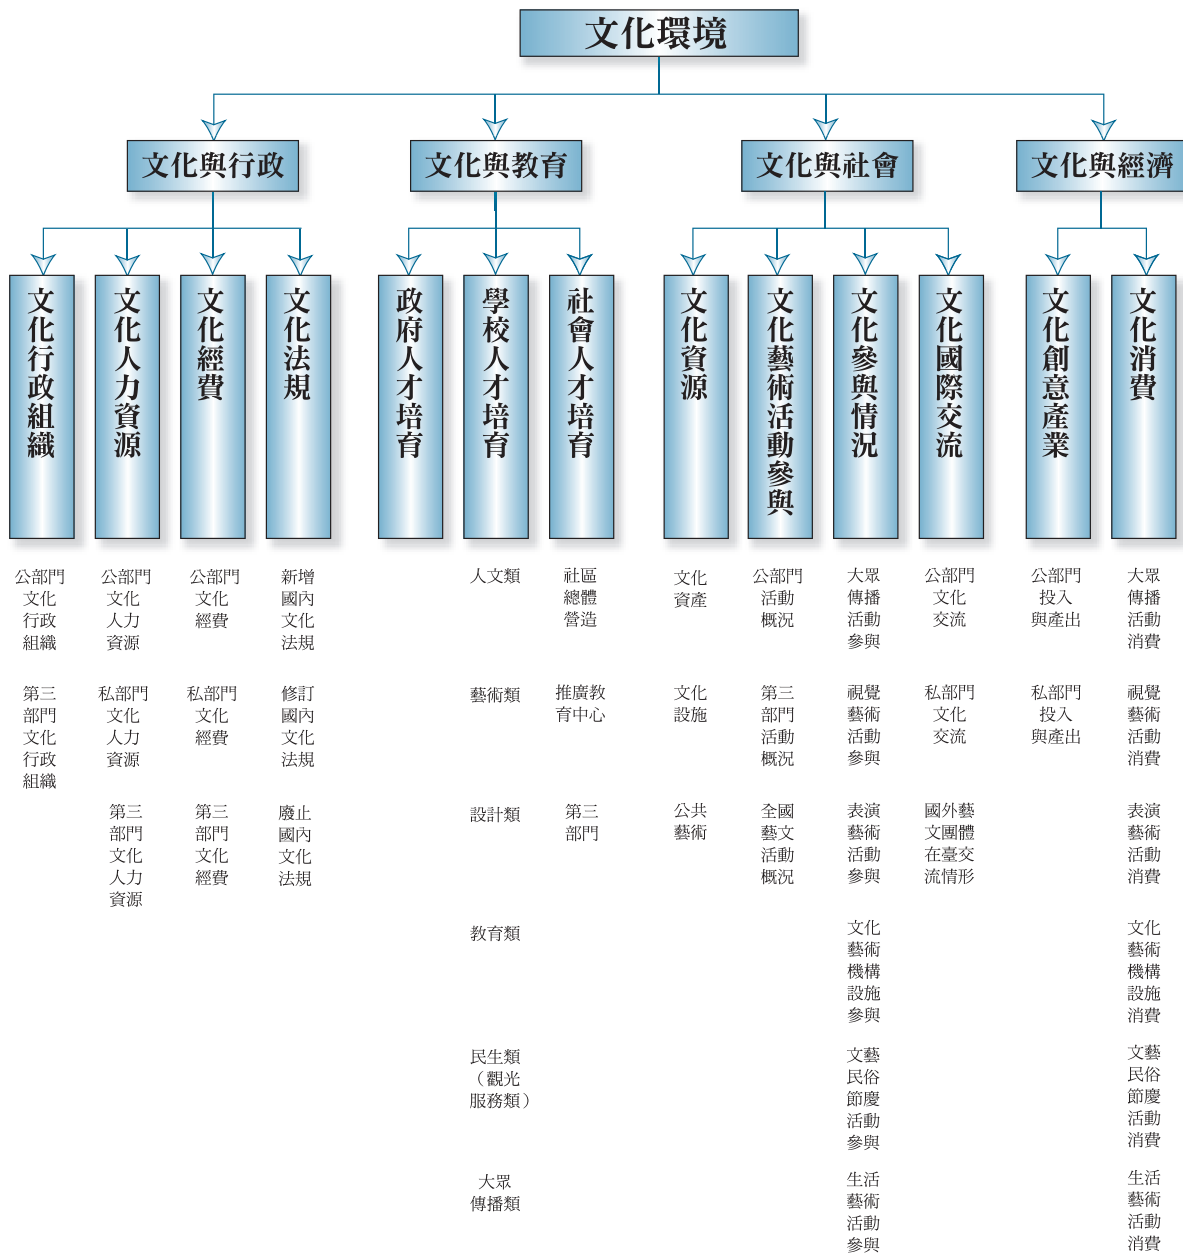 文化環境
文化與行政
文化與教育
文化與社會
文化與經濟
文化行政組織
文化人力資源
文化經費
文化法規
政府人才培育
學校人才培育
社會人才培育
文化資源
文化藝術活動參與
文化參與情況
文化國際交流
文化創意產業
文化消費
公部門
文化
行政
組織
第三
部門
文化
行政
組織
公部門
文化
人力
資源
私部門
文化
人力
資源
第三
部門
文化
人力
資源
公部門
文化
經費
私部門
文化
經費
第三
部門
文化
經費
新增
國內
文化
法規
修訂
國內
文化
法規
廢止
國內
文化
法規
人文類
藝術類
設計類
教育類
民生類
（觀光
服務類）
大眾
傳播類
社區
總體
營造
推廣教
育中心
第三
部門
文化
資產
文化
設施
公共
藝術
公部門
活動
概況
第三
部門
活動
概況
全國
藝文
活動
概況
大眾
傳播
活動
參與
視覺
藝術
活動
參與
表演
藝術
活動
參與
文化
藝術
機構
設施
參與
文藝
民俗
節慶
活動
參與
生活
藝術
活動
參與
公部門
文化
交流
私部門
文化
交流
國外藝
文團體
在臺交
流情形
公部門
投入
與產出
私部門
投入
與產出
大眾
傳播
活動
消費
視覺
藝術
活動
消費
表演
藝術
活動
消費
文化
藝術
機構
設施
消費
文藝
民俗
節慶
活動
消費
生活
藝術
活動
消費